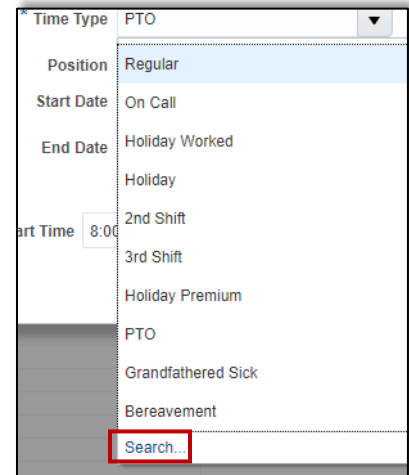 * Time Type PTO
Position Regular
Start Date On Call
End Date Holiday Worked
Holiday
art Time 8:00 2nd Shift
3rd Shift
Holiday Premium
PTO
Grandfathered Sick
Bereavement
Search...